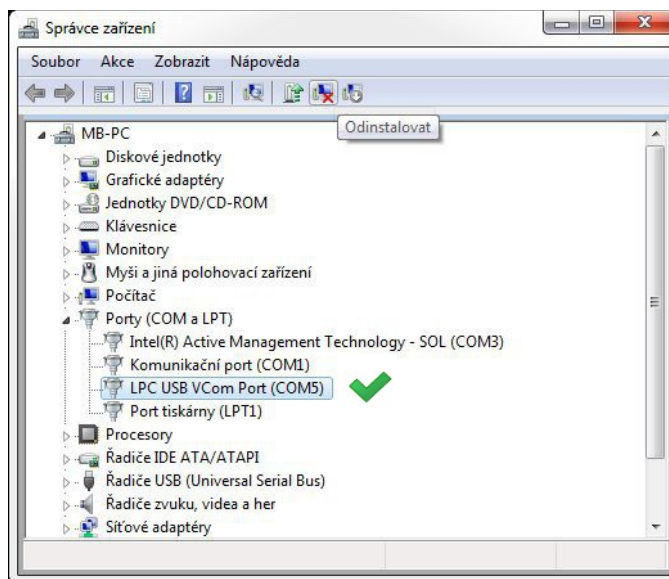 Správce zařízení
Soubor Akce Zobrazit Nápověda
Odinstalovat
MB-PC
Diskové jednotky
Grafické adaptéry
Jednotky DVD/CD-ROM
Klávesnice
Monitory
Myši a jiná polohovací zařízení
Počítač
Porty (COM a LPT)
Intel(R) Active Management Technology - SOL (COM3)
Komunikační port (COM1)
LPC USB VCom Port (COM5)
Port tiskárny (LPT1)
Procesory
Řadiče IDE ATA/ATAPI
Řadiče USB (Universal Serial Bus)
Řadiče zvuku, videa a her
Síťové adaptéry